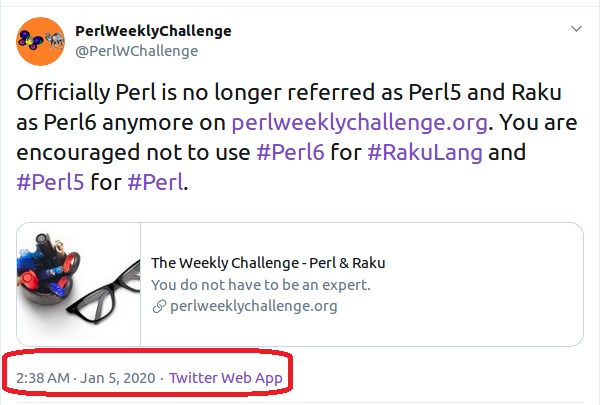 PerlWeeklyChallenge
@PerlWChallenge
Officially Perl is no longer referred as Perl5 and Raku
as Perl6 anymore on perlweeklychallenge.org. You are
encouraged not to use #Perl6 for #RakuLang and
#Perl5 for #Perl.
The Weekly Challenge - Perl & Raku
You do not have to be an expert.
perlweeklychallenge.org
2:38 AM · Jan 5, 2020 · Twitter Web App